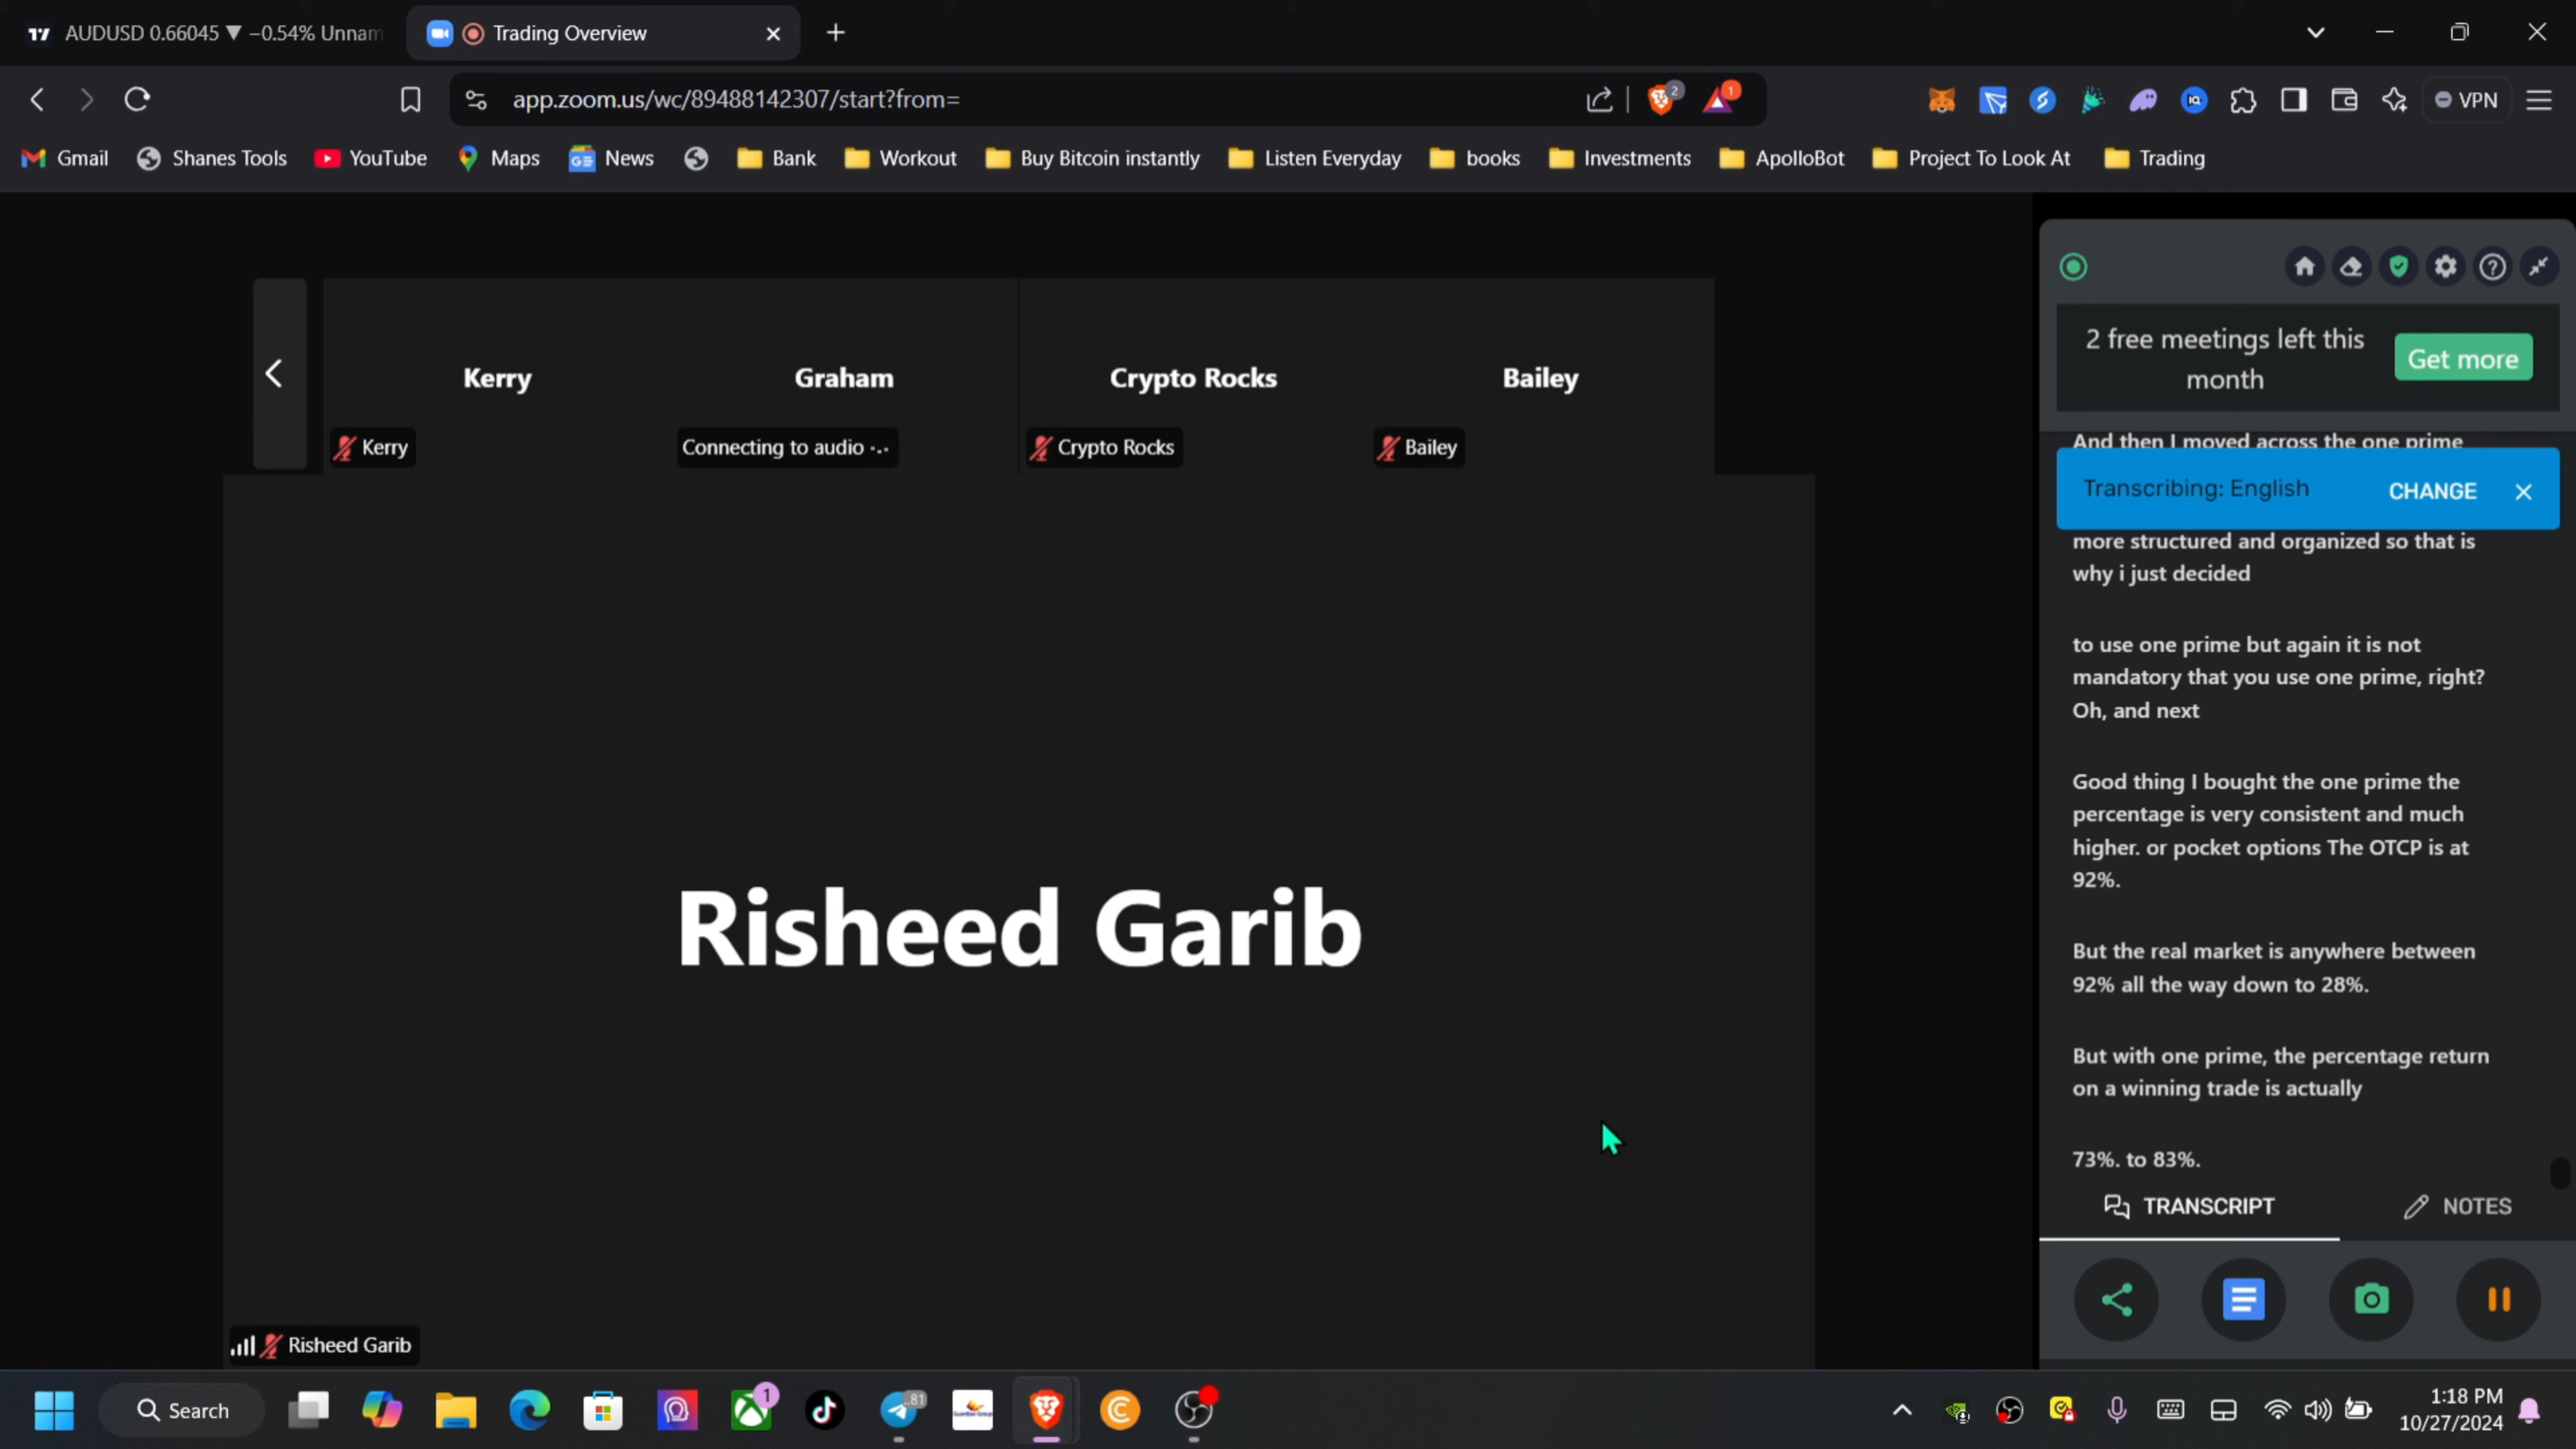 AUDUSD 0.66045 ▼ −0.54% Unnam
Trading Overview
app.zoom.us/wc/89488142307/start?from=
2
1
VPN
Gmail
Shanes Tools
YouTube
Maps
News
Bank
Workout
Buy Bitcoin instantly
Listen Everyday
books
Investments
ApolloBot
Project To Look At
Trading
Kerry
Graham
Crypto Rocks
Bailey
Kerry
Connecting to audio
Crypto Rocks
Bailey
Risheed Garib
Risheed Garib
2 free meetings left this
month
Get more
And then I moved across the one prime
Transcribing: English
CHANGE
more structured and organized so that is
why i just decided
to use one prime but again it is not
mandatory that you use one prime, right?
Oh, and next
Good thing I bought the one prime the
percentage is very consistent and much
higher. or pocket options The OTCP is at
92%.
But the real market is anywhere between
92% all the way down to 28%.
But with one prime, the percentage return
on a winning trade is actually
73%. to 83%.
TRANSCRIPT
NOTES
Search
1
..81
1:18 PM
10/27/2024